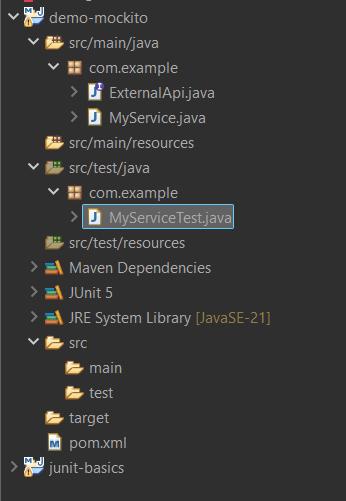 demo-mockito
src/main/java
com.example
ExternalApi.java
MyService.java
src/main/resources
src/test/java
com.example
MyServiceTest.java
src/test/resources
Maven Dependencies
JUnit 5
JRE System Library [JavaSE-21]
src
main
test
target
pom.xml
junit-basics